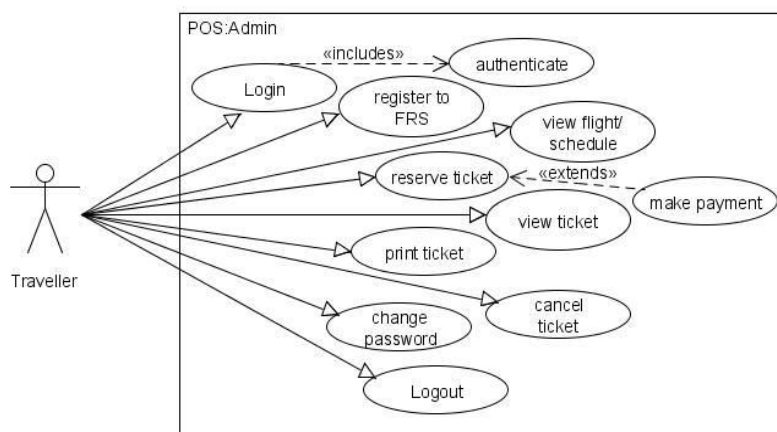 POS:Admin
«includes»
Login
authenticate
register to
FRS
view flight/
schedule
«extends»
reserve ticket
make payment
view ticket
print ticket
Traveller
cancel
ticket
change
password
Logout